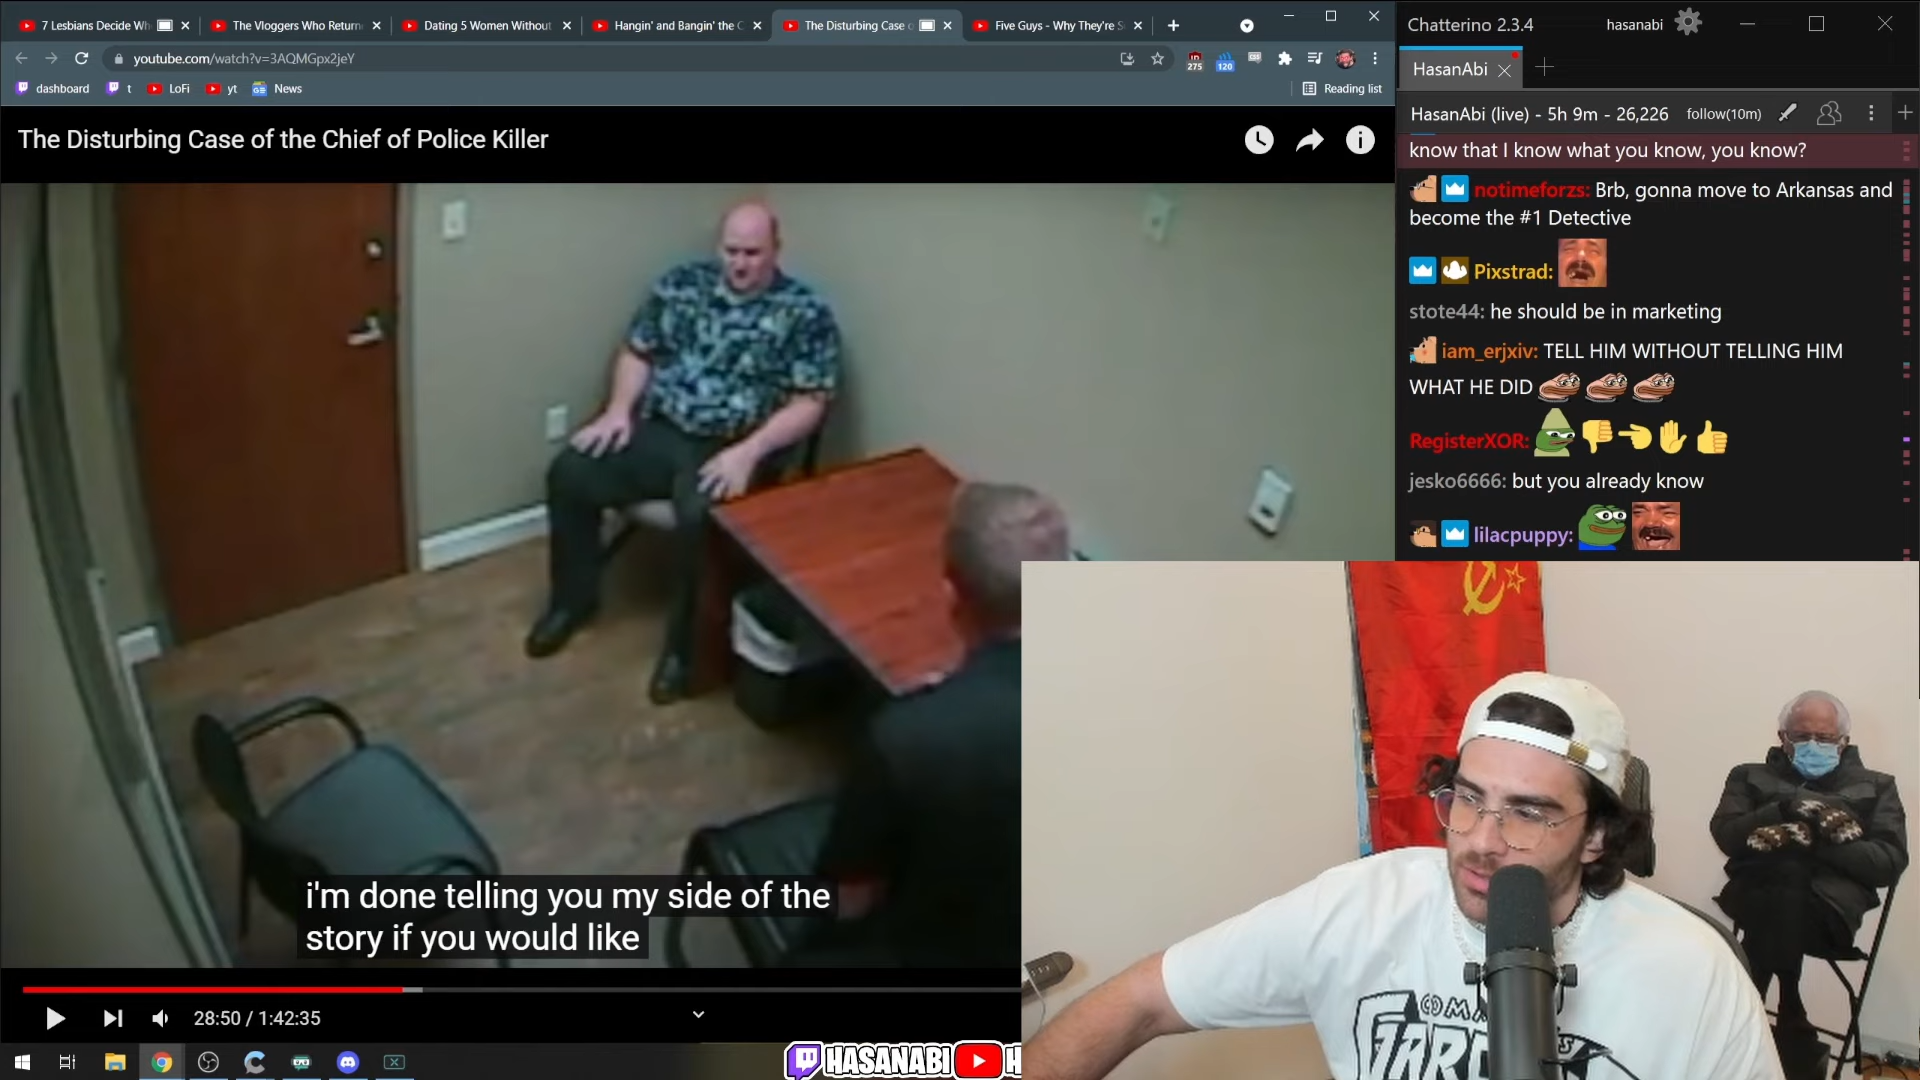 7 Lesbians Decide Wh
The Vloggers Who Return
Dating 5 Women Without
Hangin' and Bangin' the C
The Disturbing Case o
Five Guys - Why They're S
youtube.com/watch?v=3AQMGpx2jeY
275
120
dashboard
t
LoFi
yt
News
Reading list
The Disturbing Case of the Chief of Police Killer
i'm done telling you my side of the
story if you would like
28:50 / 1:42:35
HASANABI
H
Chatterino 2.3.4
hasanabi
HasanAbi
HasanAbi (live) - 5h 9m - 26,226
follow(10m)
know that I know what you know, you know?
notimeforzs: Brb, gonna move to Arkansas and
become the #1 Detective
Pixstrad:
stote44: he should be in marketing
iam_erjxiv: TELL HIM WITHOUT TELLING HIM
WHAT HE DID
RegisterXOR:
jesko6666: but you already know
lilacpuppy: